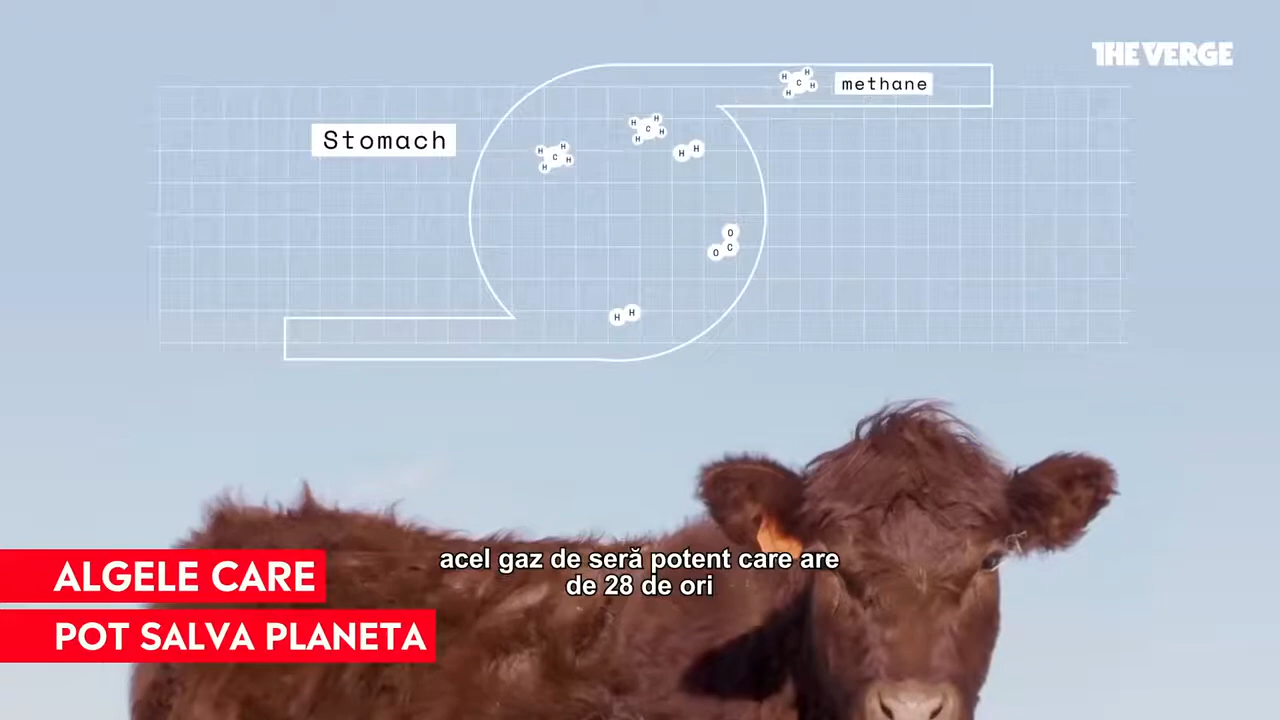 THE VERGE
methane
Stomach
H H C H H
H H C H H
H H
H H C H H
O
O C
H H
acel gaz de seră potent care are
de 28 de ori
ALGELE CARE
POT SALVA PLANETA